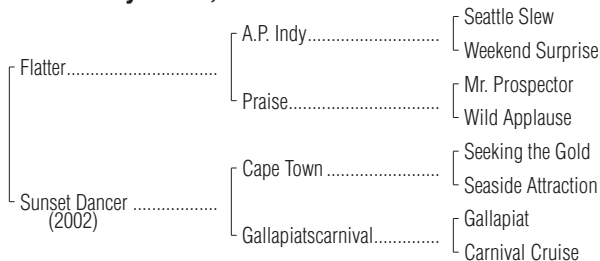 Seattle Slew
A.P. Indy..............................
Weekend Surprise
Flatter..............................
Mr. Prospector
Praise...................................
Wild Applause
Seeking the Gold
Cape Town ..........................
Seaside Attraction
Sunset Dancer .................
(2002)
Gallapiat
Gallapiatscarnival.............
Carnival Cruise